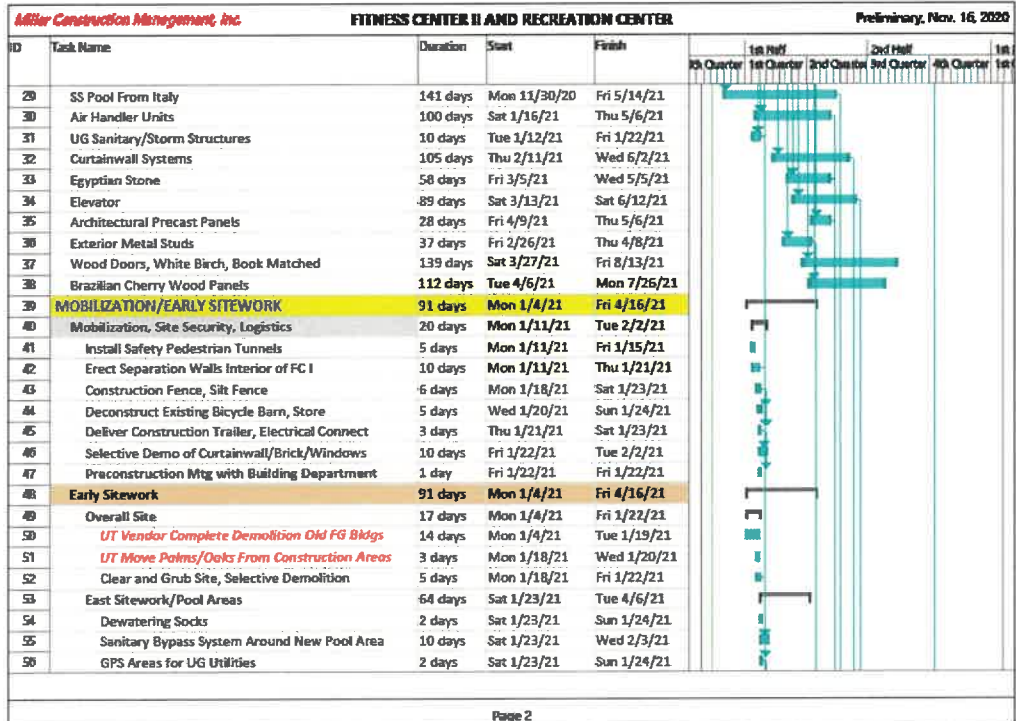 Miller Construction Management, Inc. FITNESS CENTER II AND RECREATION CENTER Preliminary, Nov. 16, 2020
ID Task Name Duration Start Finish
1st Half 2nd Half 1st
4th Quarter 1st Quarter 2nd Quarter 3rd Quarter 4th Quarter 1st Q
29 SS Pool From Italy 141 days Mon 11/30/20 Fri 5/14/21
30 Air Handler Units 100 days Sat 1/16/21 Thu 5/6/21
31 UG Sanitary/Storm Structures 10 days Tue 1/12/21 Fri 1/22/21
32 Curtainwall Systems 105 days Thu 2/11/21 Wed 6/2/21
33 Egyptian Stone 58 days Fri 3/5/21 Wed 5/5/21
34 Elevator 89 days Sat 3/13/21 Sat 6/12/21
35 Architectural Precast Panels 28 days Fri 4/9/21 Thu 5/6/21
36 Exterior Metal Studs 37 days Fri 2/26/21 Thu 4/8/21
37 Wood Doors, White Birch, Book Matched 139 days Sat 3/27/21 Fri 8/13/21
38 Brazilian Cherry Wood Panels 112 days Tue 4/6/21 Mon 7/26/21
39 MOBILIZATION/EARLY SITEWORK 91 days Mon 1/4/21 Fri 4/16/21
40 Mobilization, Site Security, Logistics 20 days Mon 1/11/21 Tue 2/2/21
41 Install Safety Pedestrian Tunnels 5 days Mon 1/11/21 Fri 1/15/21
42 Erect Separation Walls Interior of FC I 10 days Mon 1/11/21 Thu 1/21/21
43 Construction Fence, Silt Fence 6 days Mon 1/18/21 Sat 1/23/21
44 Deconstruct Existing Bicycle Barn, Store 5 days Wed 1/20/21 Sun 1/24/21
45 Deliver Construction Trailer, Electrical Connect 3 days Thu 1/21/21 Sat 1/23/21
46 Selective Demo of Curtainwall/Brick/Windows 10 days Fri 1/22/21 Tue 2/2/21
47 Preconstruction Mtg with Building Department 1 day Fri 1/22/21 Fri 1/22/21
48 Early Sitework 91 days Mon 1/4/21 Fri 4/16/21
49 Overall Site 17 days Mon 1/4/21 Fri 1/22/21
50 UT Vendor Complete Demolition Old FG Bldgs 14 days Mon 1/4/21 Tue 1/19/21
51 UT Move Palms/Oaks From Construction Areas 3 days Mon 1/18/21 Wed 1/20/21
52 Clear and Grub Site, Selective Demolition 5 days Mon 1/18/21 Fri 1/22/21
53 East Sitework/Pool Areas 64 days Sat 1/23/21 Tue 4/6/21
54 Dewatering Socks 2 days Sat 1/23/21 Sun 1/24/21
55 Sanitary Bypass System Around New Pool Area 10 days Sat 1/23/21 Wed 2/3/21
56 GPS Areas for UG Utilities 2 days Sat 1/23/21 Sun 1/24/21
Page 2